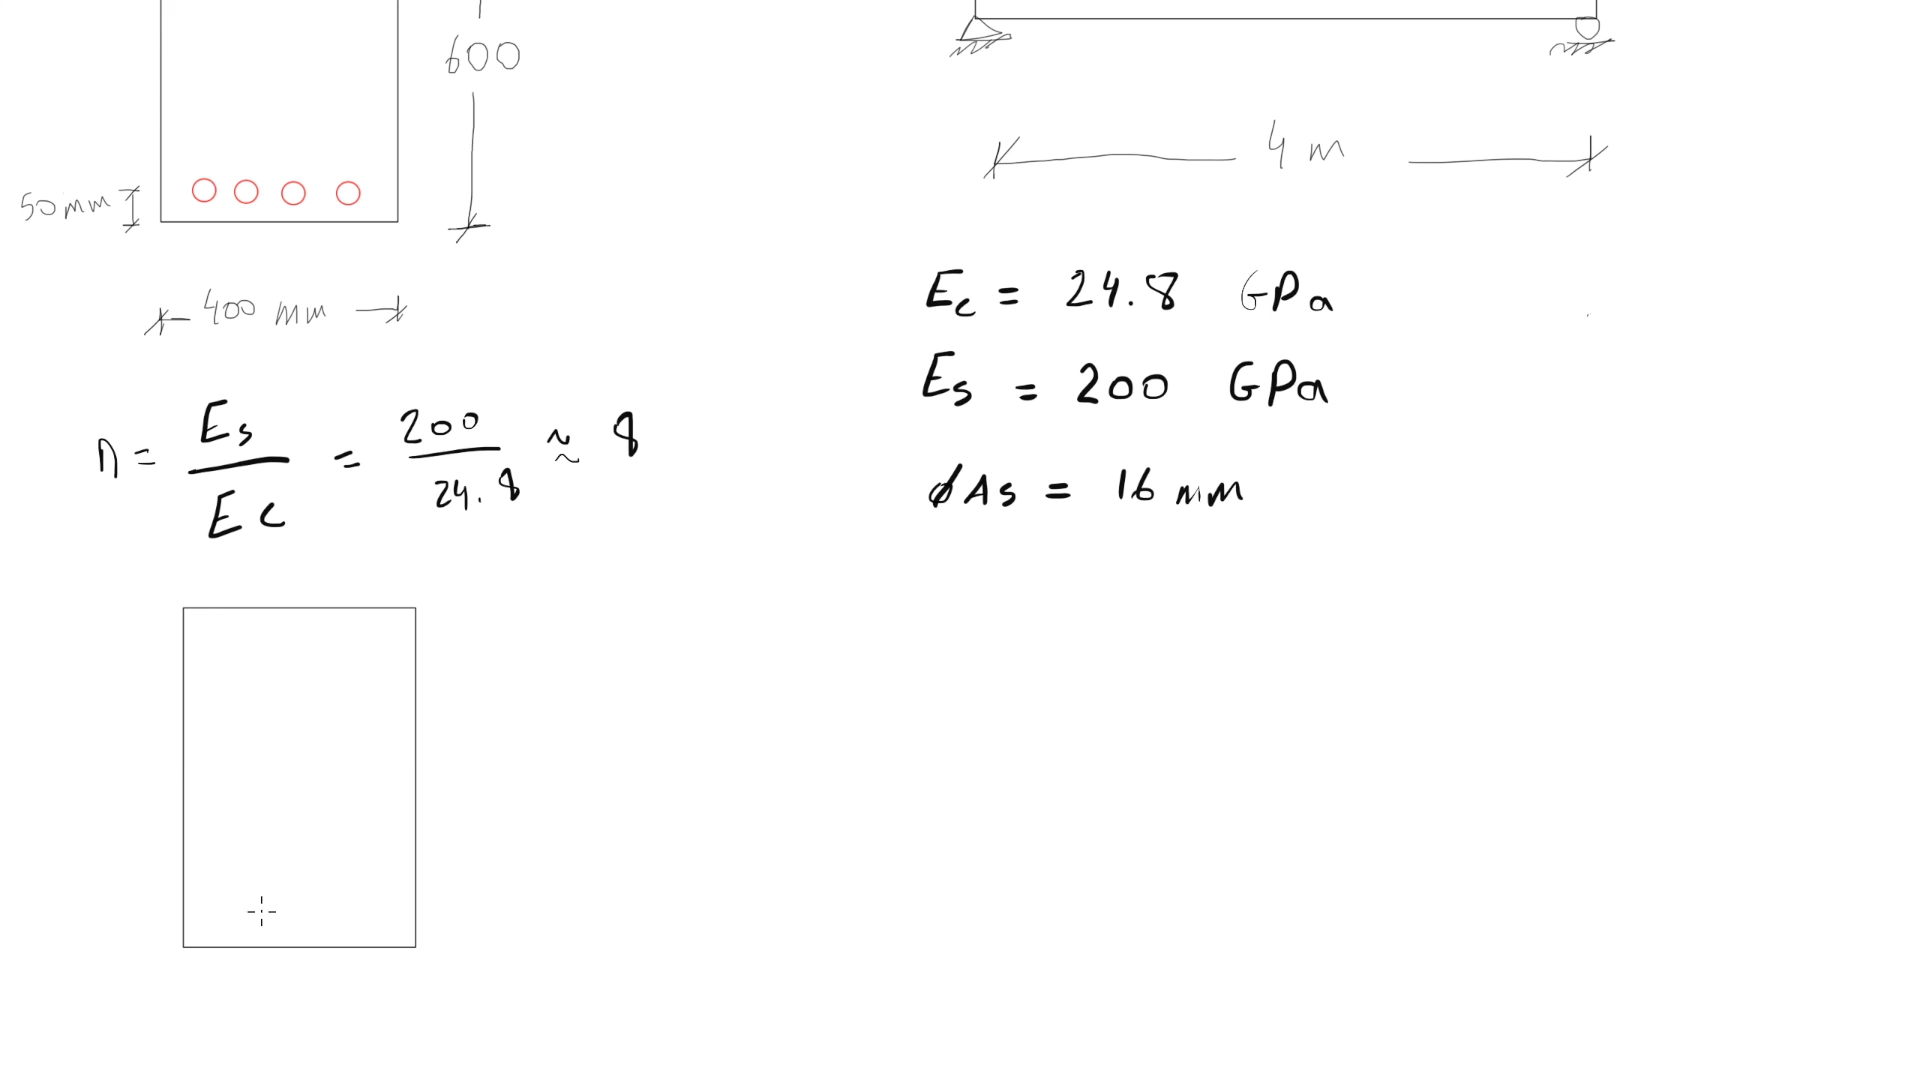 600
4 m
50mm
400 mm
Ec = 24.8 GPa
Es = 200 GPa
n = Es/Ec = 200/24.8 ≈ 8
ϕAs = 16 mm